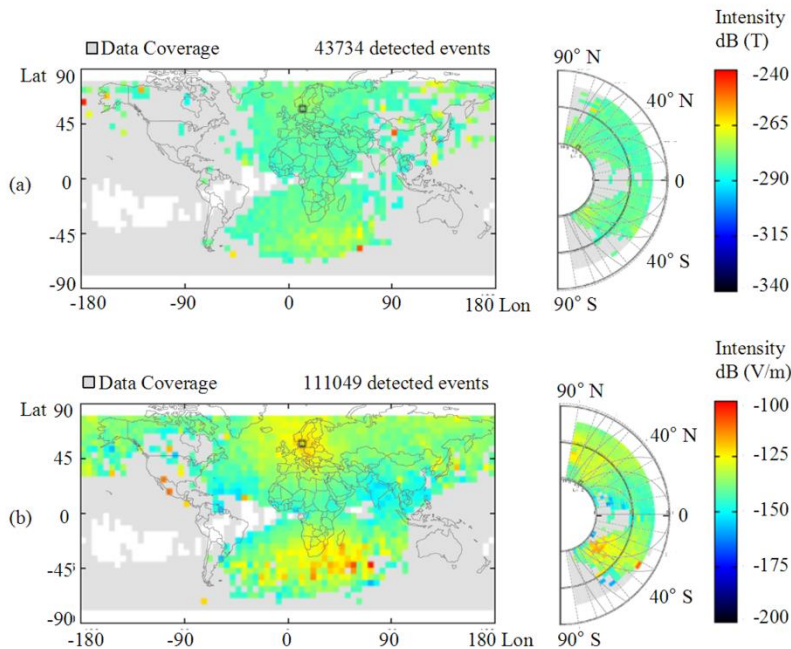 Data Coverage 43734 detected events
Intensity
dB (T)
Lat 90
45
0
-45
-90
(a)
-180 -90 0 90 180 Lon
90° N
40° N
0
40° S
90° S
-240
-265
-290
-315
-340
Data Coverage 111049 detected events
Intensity
dB (V/m)
Lat 90
45
0
-45
-90
(b)
-180 -90 0 90 180 Lon
90° N
40° N
0
40° S
90° S
-100
-125
-150
-175
-200